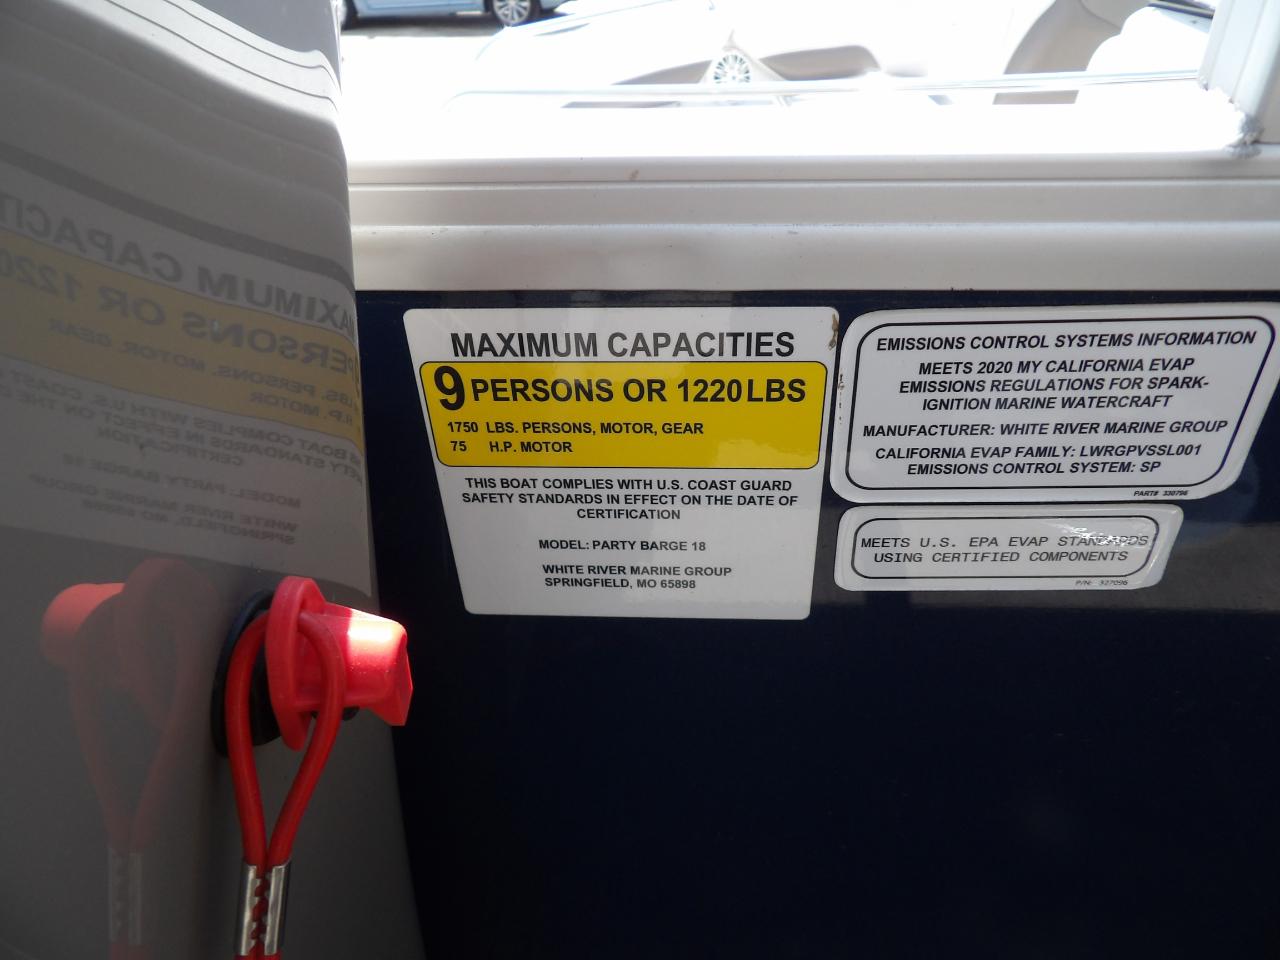 MAXIMUM CAPACITIES
9 PERSONS OR 1220 LBS
1750 LBS. PERSONS, MOTOR, GEAR
75 H.P. MOTOR
THIS BOAT COMPLIES WITH U.S. COAST GUARD
SAFETY STANDARDS IN EFFECT ON THE DATE OF
CERTIFICATION
MODEL: PARTY BARGE 18
WHITE RIVER MARINE GROUP
SPRINGFIELD, MO 65898
EMISSIONS CONTROL SYSTEMS INFORMATION
MEETS 2020 MY CALIFORNIA EVAP
EMISSIONS REGULATIONS FOR SPARK-
IGNITION MARINE WATERCRAFT
MANUFACTURER: WHITE RIVER MARINE GROUP
CALIFORNIA EVAP FAMILY: LWRGPVSSL001
EMISSIONS CONTROL SYSTEM: SP
PART# 330796
MEETS U.S. EPA EVAP STANDARDS
USING CERTIFIED COMPONENTS
P/N: 327096